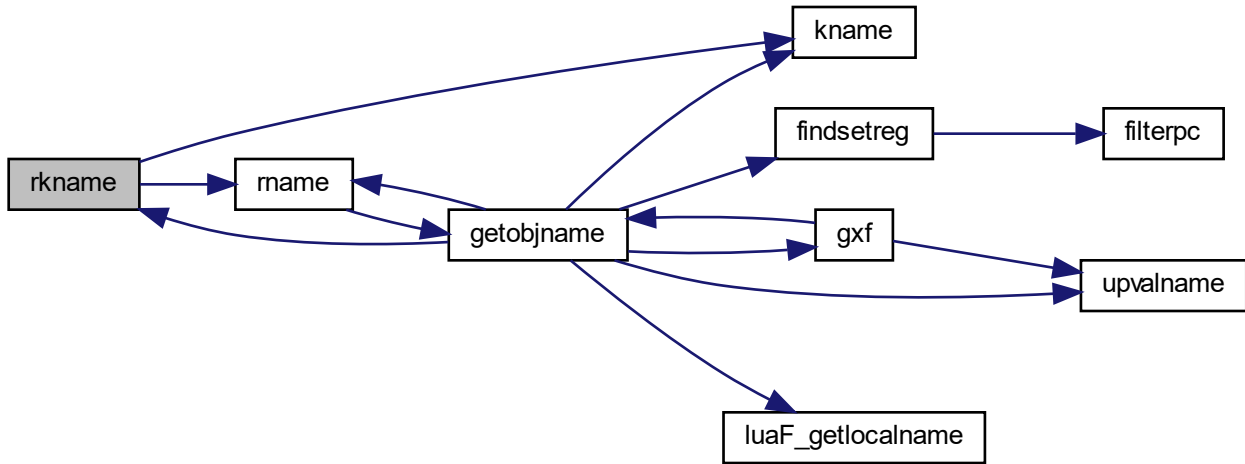 kname
findsetreg
filterpc
rkname
rname
getobjname
gxf
upvalname
luaF_getlocalname